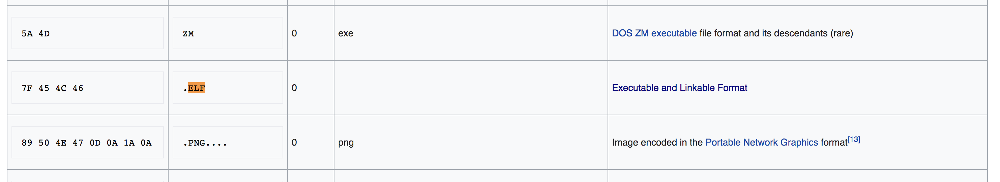 5A 4D ZM 0 exe DOS ZM executable file format and its descendants (rare)
7F 45 4C 46 .ELF 0 Executable and Linkable Format
89 50 4E 47 0D 0A 1A 0A .PNG.... 0 png Image encoded in the Portable Network Graphics format[13]